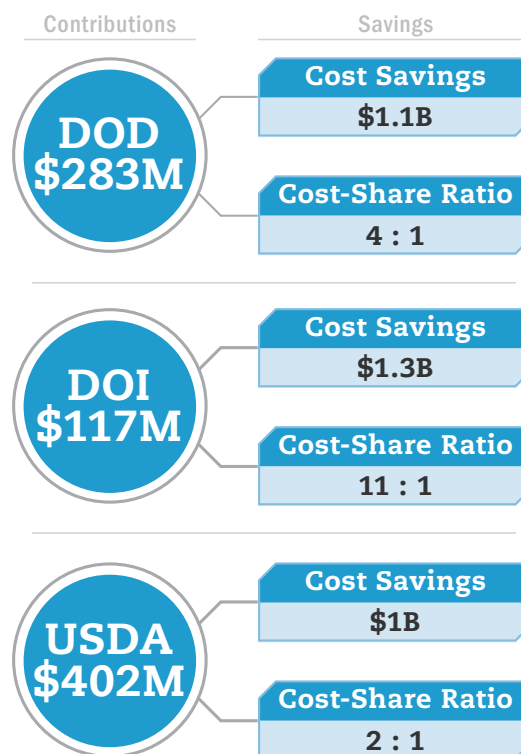 Contributions
Savings
DOD
$283M
Cost Savings
$1.1B
Cost-Share Ratio
4 : 1
DOI
$117M
Cost Savings
$1.3B
Cost-Share Ratio
11 : 1
USDA
$402M
Cost Savings
$1B
Cost-Share Ratio
2 : 1